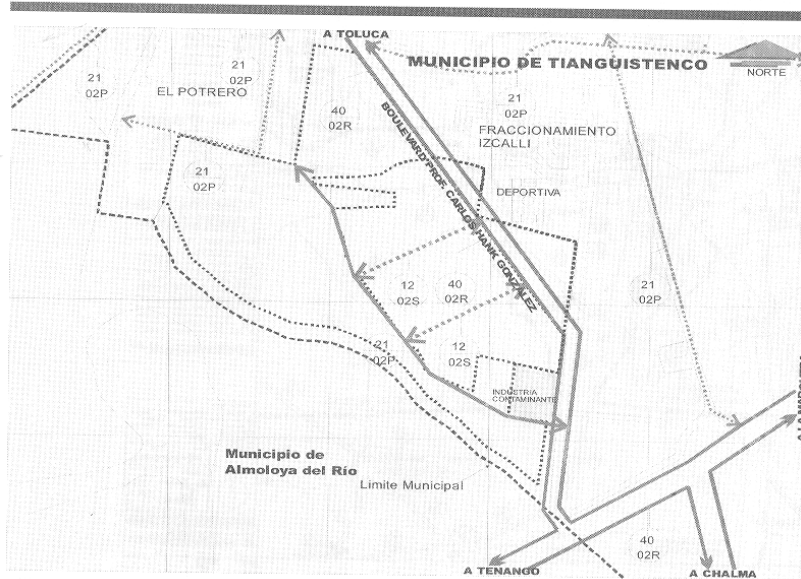 A TOLUCA
MUNICIPIO DE TIANGUISTENCO
NORTE
21
02P
21
02P
EL POTRERO
40
02R
21
02P
FRACCIONAMIENTO
IZCALLI
BOULEVARD PROF. CARLOS HANK GONZALEZ
21
02P
DEPORTIVA
12
02S
40
02R
21
02P
21
02P
12
02S
INDUSTRIA
CONTAMINANTE
Municipio de
Almoloya del Río
Límite Municipal
40
02R
A TENANGO
A CHALMA